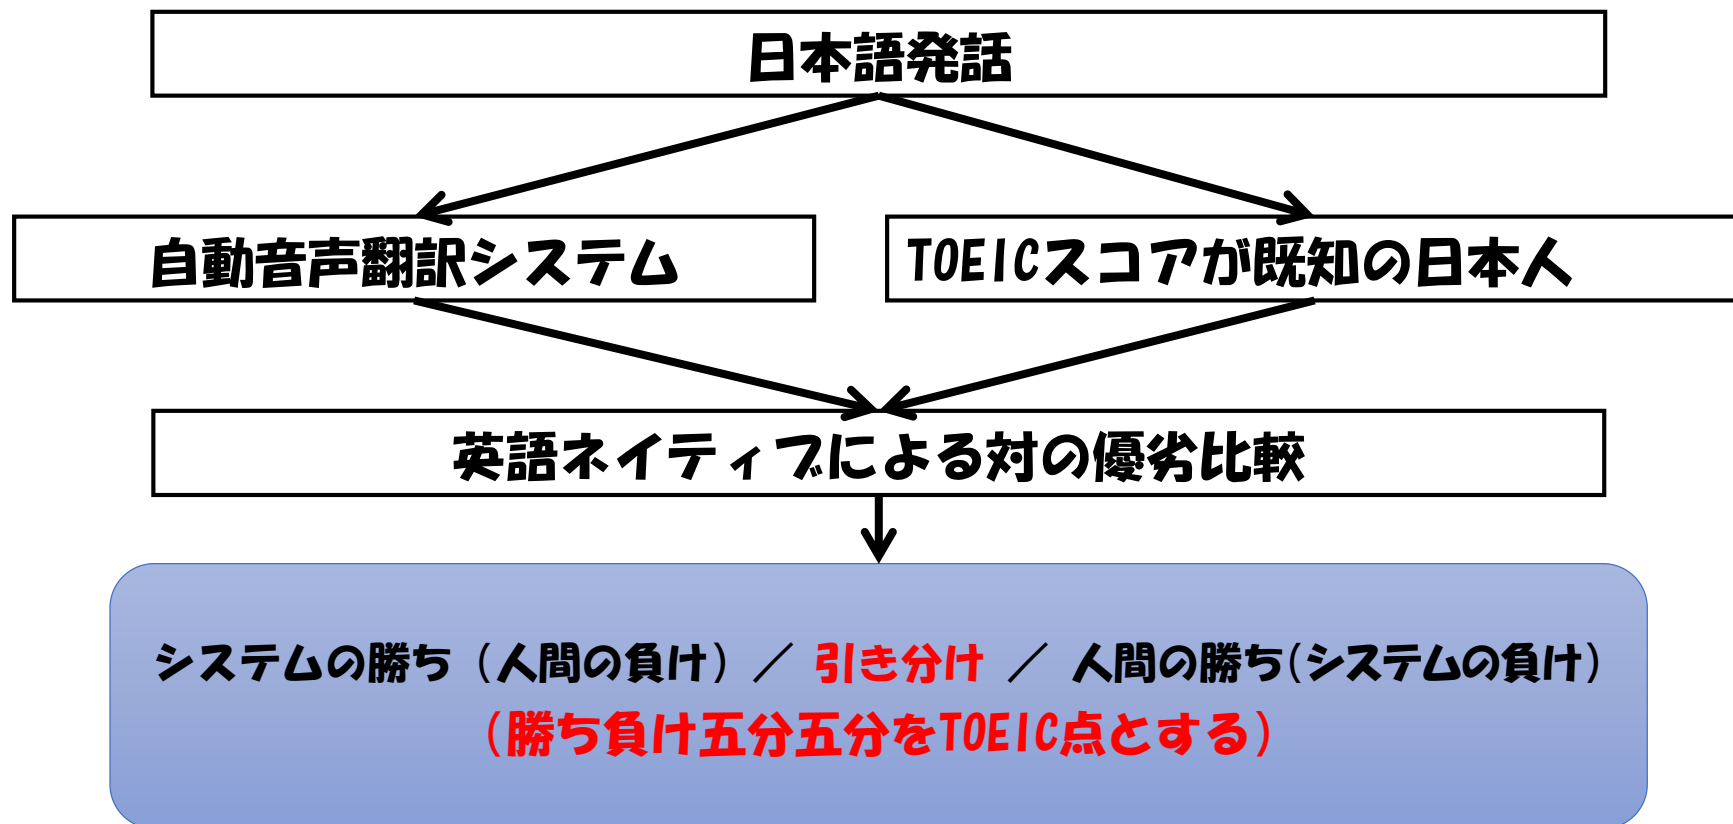 日本語発話
自動音声翻訳システム
TOEICスコアが既知の日本人
英語ネイティブによる対の優劣比較
システムの勝ち（人間の負け）／ 引き分け ／ 人間の勝ち(システムの負け)
（勝ち負け五分五分をTOEIC点とする）